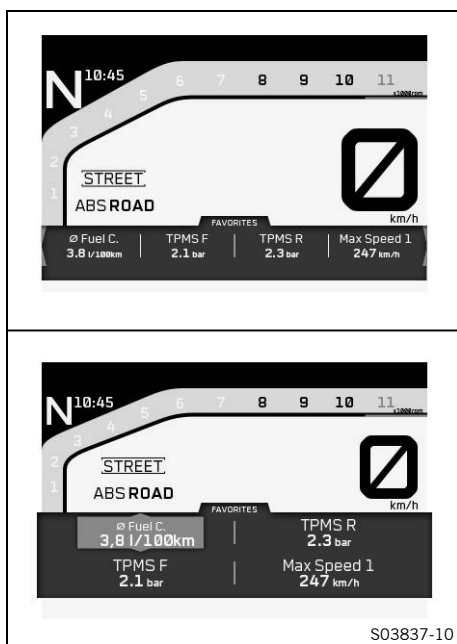 N 10:45
1 2 3 4 5 6 7 8 9 10 11
x1000rpm
STREET
ABS ROAD
0
km/h
FAVORITES
ø Fuel C. TPMS F TPMS R Max Speed 1
3.8 l/100km 2.1 bar 2.3 bar 247 km/h
N 10:45
1 2 3 4 5 6 7 8 9 10 11
x1000rpm
STREET
ABS ROAD
0
km/h
FAVORITES
ø Fuel C. TPMS R
3,8 l/100km 2.3 bar
TPMS F Max Speed 1
2.1 bar 247 km/h
S03837-10